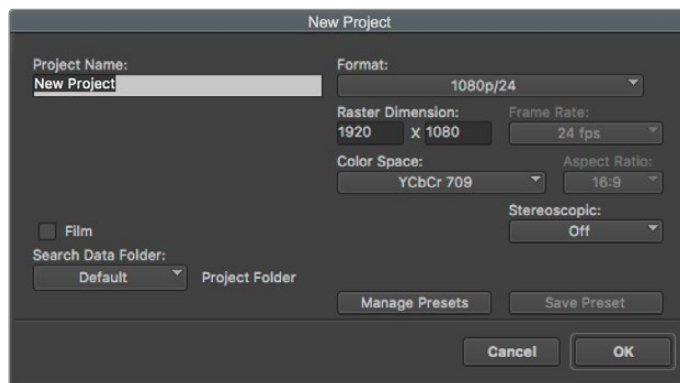 New Project
Project Name:
New Project
Format:
1080p/24
Raster Dimension:
1920 x 1080
Frame Rate:
24 fps
Color Space:
YCbCr 709
Aspect Ratio:
16:9
Stereoscopic:
Off
Film
Search Data Folder:
Default Project Folder
Manage Presets Save Preset
Cancel OK